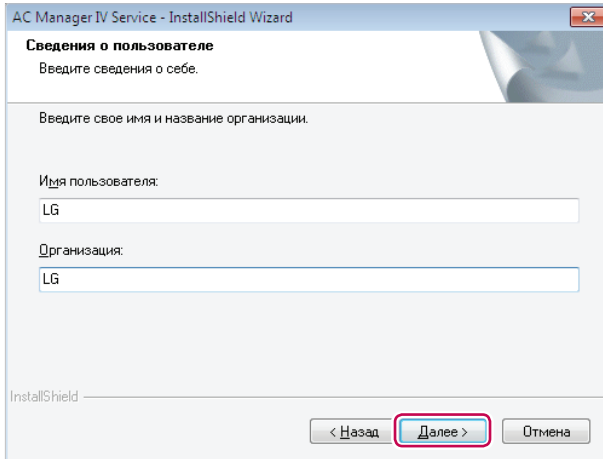 AC Manager IV Service - InstallShield Wizard
Сведения о пользователе
Введите сведения о себе.
Введите свое имя и название организации.
Имя пользователя:
LG
Организация:
LG
InstallShield
< Назад Далее > Отмена